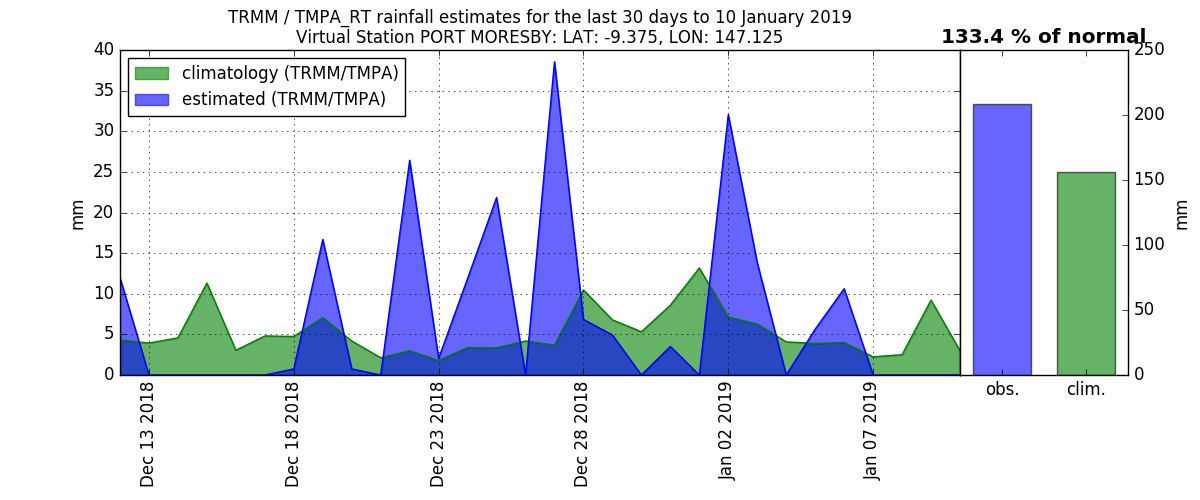 TRMM / TMPA_RT rainfall estimates for the last 30 days to 10 January 2019
Virtual Station PORT MORESBY: LAT: -9.375, LON: 147.125
133.4 % of normal
climatology (TRMM/TMPA)
estimated (TRMM/TMPA)
mm
40
35
30
25
20
15
10
5
0
Dec 13 2018
Dec 18 2018
Dec 23 2018
Dec 28 2018
Jan 02 2019
Jan 07 2019
250
200
150
100
50
0
mm
obs.
clim.